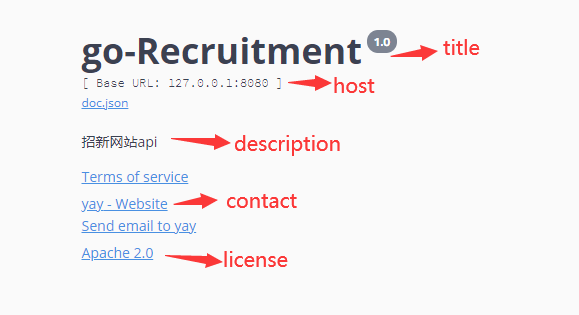 go-Recruitment 1.0 title
[ Base URL: 127.0.0.1:8080 ] host
doc.json
招新网站api description
Terms of service
yay - Website contact
Send email to yay
Apache 2.0 license